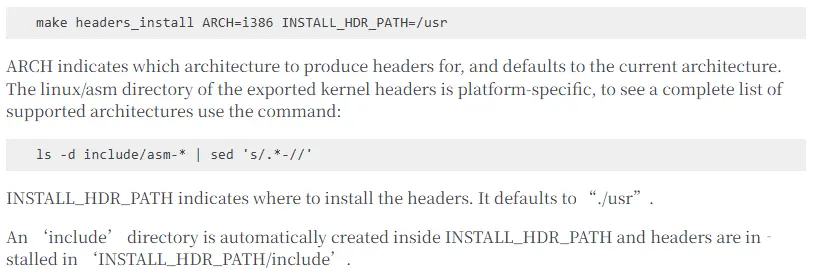 make headers_install ARCH=i386 INSTALL_HDR_PATH=/usr
ARCH indicates which architecture to produce headers for, and defaults to the current architecture.
The linux/asm directory of the exported kernel headers is platform-specific, to see a complete list of
supported architectures use the command:
ls -d include/asm-* | sed 's/.*-//'
INSTALL_HDR_PATH indicates where to install the headers. It defaults to “./usr”.
An ‘include’ directory is automatically created inside INSTALL_HDR_PATH and headers are in‐
stalled in ‘INSTALL_HDR_PATH/include’.